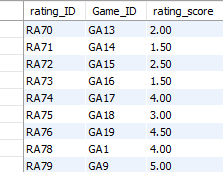 rating_ID Game_ID rating_score
RA70 GA13 2.00
RA71 GA14 1.50
RA72 GA15 2.50
RA73 GA16 1.50
RA74 GA17 4.00
RA75 GA18 3.00
RA76 GA19 4.50
RA78 GA1 4.00
RA79 GA9 5.00